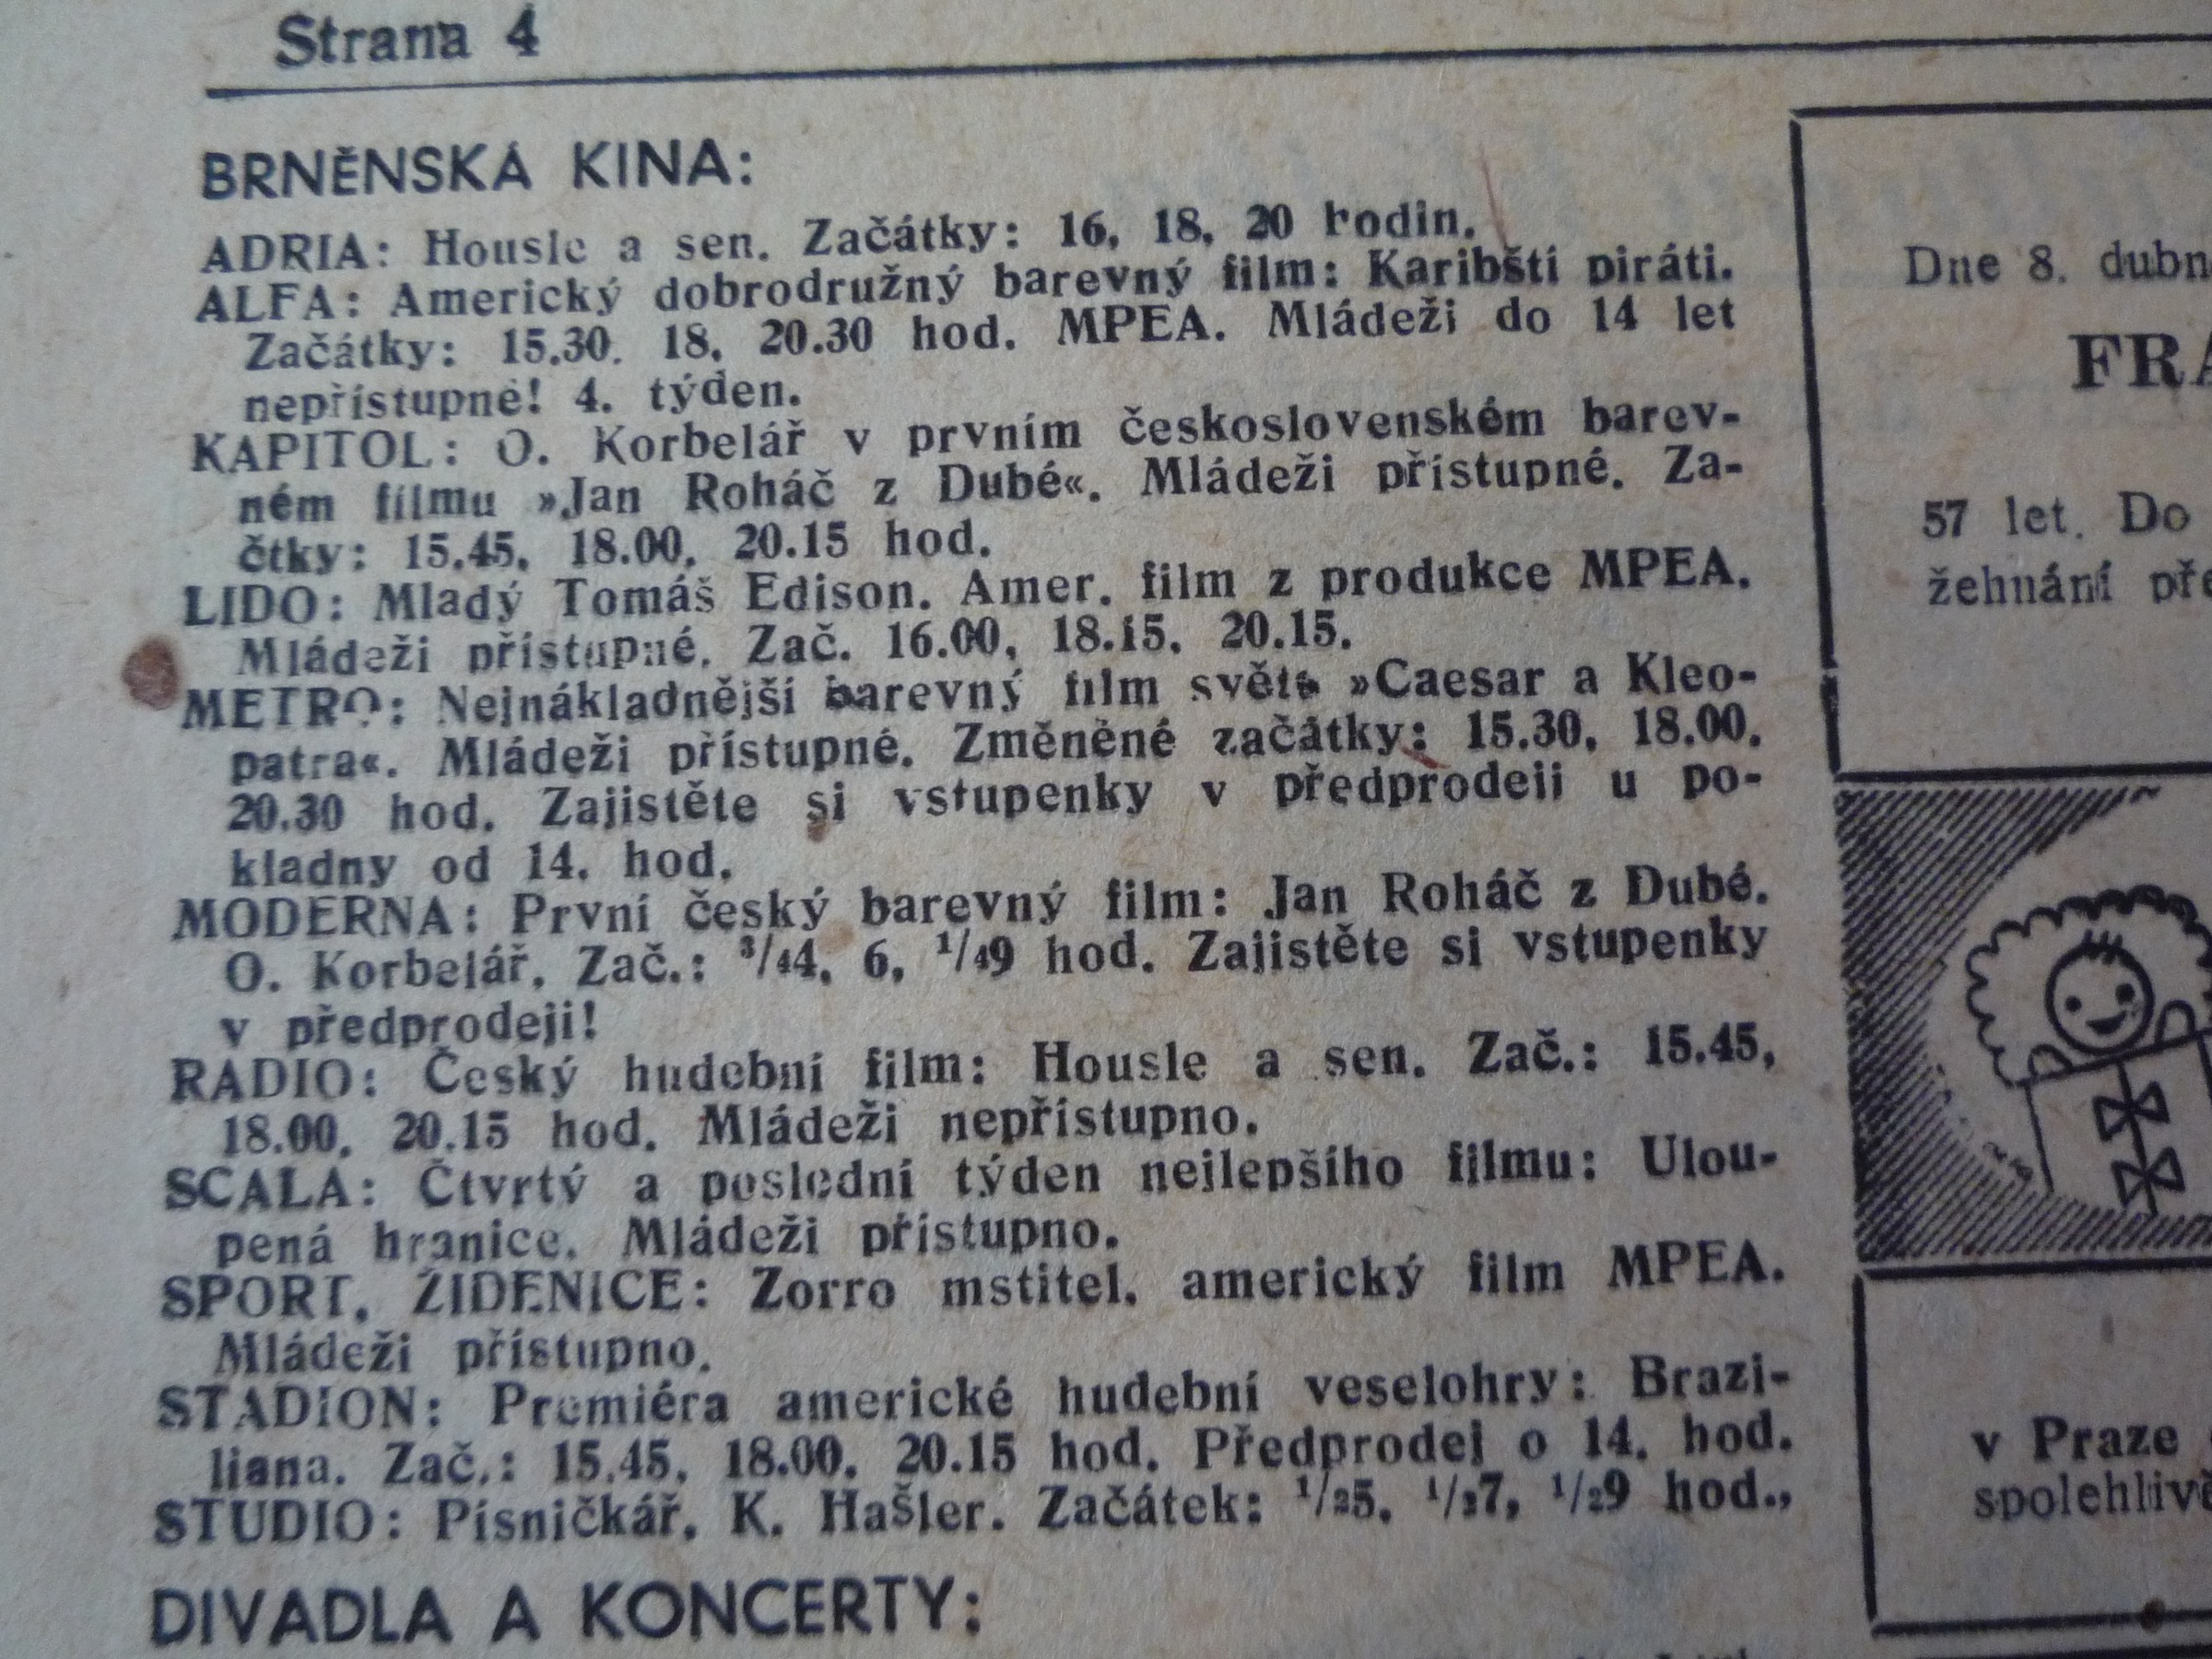 Strana 4
BRNĚNSKÁ KINA:
ADRIA: Housle a sen. Začátky: 16, 18, 20 hodin.
ALFA: Americký dobrodružný barevný film: Karibští piráti.
Začátky: 15.30. 18, 20.30 hod. MPEA. Mládeži do 14 let
nepřístupné! 4. týden.
KAPITOL: O. Korbelář v prvním československém barev-
ném filmu »Jan Roháč z Dubé«. Mládeži přístupné. Za-
čtky: 15.45, 18.00, 20.15 hod.
LIDO: Mladý Tomáš Edison. Amer. film z produkce MPEA.
Mládeži přístupné. Zač. 16.00, 18.15, 20.15.
METRO: Nejnákladnější barevný film světa »Caesar a Kleo-
patra«. Mládeži přístupné. Změněné začátky: 15.30, 18.00,
20.30 hod. Zajistěte si vstupenky v předprodeji u po-
kladny od 14. hod.
MODERNA: První český barevný film: Jan Roháč z Dubé.
O. Korbelář. Zač.: 3/44, 6, 1/49 hod. Zajistěte si vstupenky
v předprodeji!
RADIO: Český hudební film: Housle a sen. Zač.: 15.45,
18.00, 20.15 hod. Mládeži nepřístupno.
SCALA: Čtvrtý a poslední týden nejlepšího filmu: Ulou-
pená hranice. Mládeži přístupno.
SPORT, ŽIDENICE: Zorro mstitel, americký film MPEA.
Mládeži přístupno.
STADION: Premiéra americké hudební veselohry: Brazi-
liana. Zač.: 15.45, 18.00, 20.15 hod. Předprodej o 14. hod.
STUDIO: Písničkář, K. Hašler. Začátek: 1/25, 1/27, 1/29 hod.,
DIVADLA A KONCERTY:
Dne 8. dubn
FRA
57 let. Do
žehnání pře
v Praze
spolehlivě